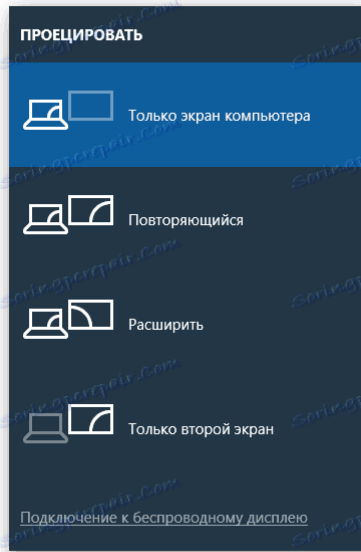 ПРОЕЦИРОВАТЬ
Только экран компьютера
Повторяющийся
Расширить
Только второй экран
Подключение к беспроводному дисплею